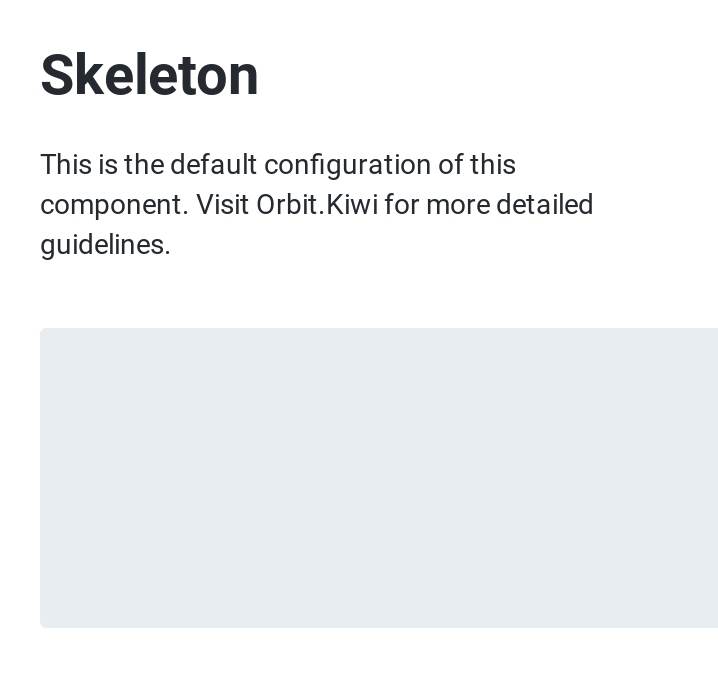 Skeleton
This is the default configuration of this
component. Visit Orbit.Kiwi for more detailed
guidelines.